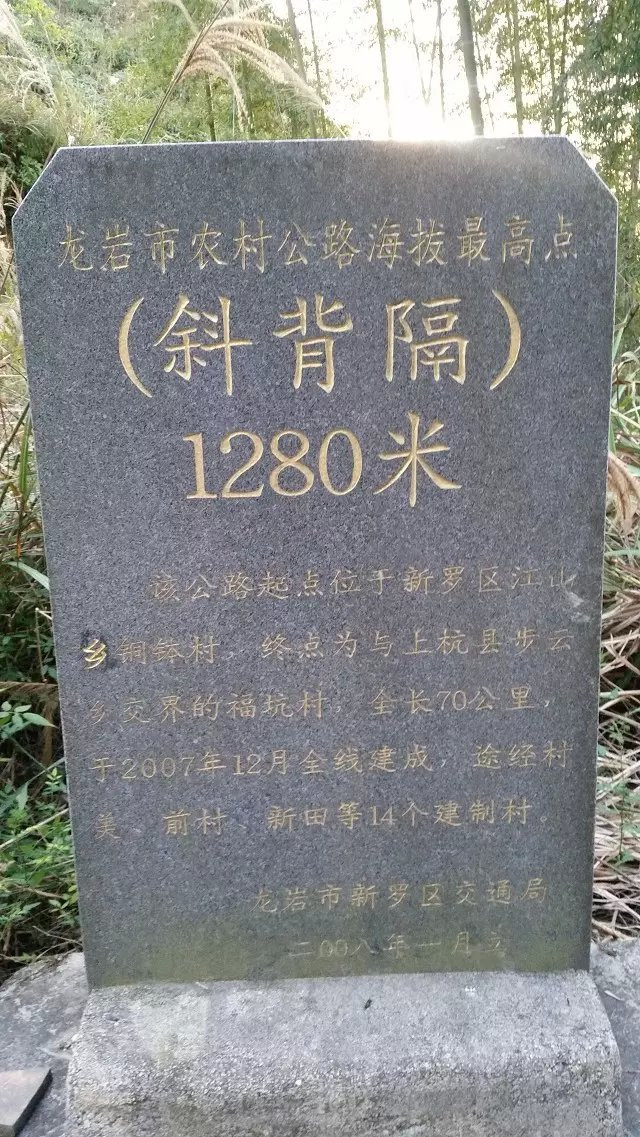 龙岩市农村公路海拔最高点
（斜背隔）
1280米
该公路起点位于新罗区江山
乡铜钵村，终点为与上杭县步云
乡交界的福坑村，全长70公里，
于2007年12月全线建成，途经村
美、前村、新田等14个建制村。
龙岩市新罗区交通局
二00八年一月立